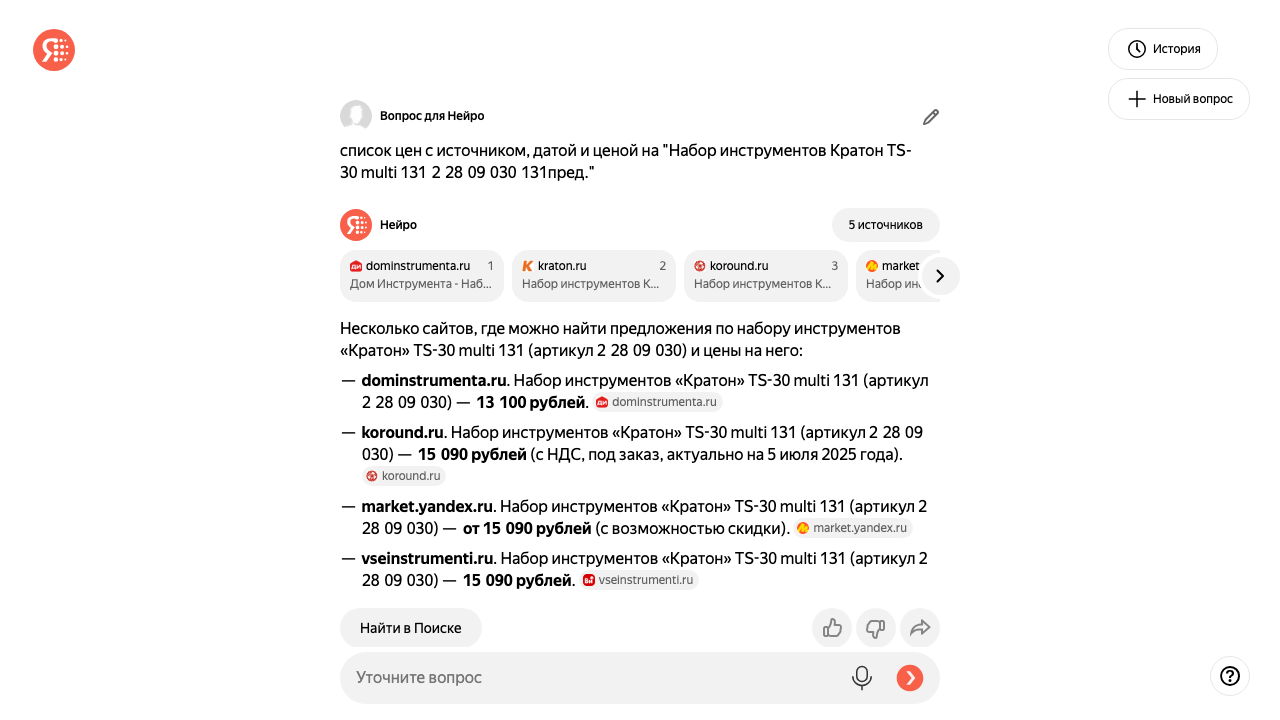 История
Новый вопрос
Вопрос для Нейро
список цен с источником, датой и ценой на "Набор инструментов Кратон TS-
30 multi 131 2 28 09 030 131пред."
Нейро
5 источников
dominstrumenta.ru 1
Дом Инструмента - Наб...
kraton.ru 2
Набор инструментов К...
koround.ru 3
Набор инструментов К...
market
Набор ин
Несколько сайтов, где можно найти предложения по набору инструментов
«Кратон» TS-30 multi 131 (артикул 2 28 09 030) и цены на него:
— dominstrumenta.ru. Набор инструментов «Кратон» TS-30 multi 131 (артикул
2 28 09 030) — 13 100 рублей. dominstrumenta.ru
— koround.ru. Набор инструментов «Кратон» TS-30 multi 131 (артикул 2 28 09
030) — 15 090 рублей (с НДС, под заказ, актуально на 5 июля 2025 года).
koround.ru
— market.yandex.ru. Набор инструментов «Кратон» TS-30 multi 131 (артикул 2
28 09 030) — от 15 090 рублей (с возможностью скидки). market.yandex.ru
— vseinstrumenti.ru. Набор инструментов «Кратон» TS-30 multi 131 (артикул 2
28 09 030) — 15 090 рублей. vseinstrumenti.ru
Найти в Поиске
Уточните вопрос